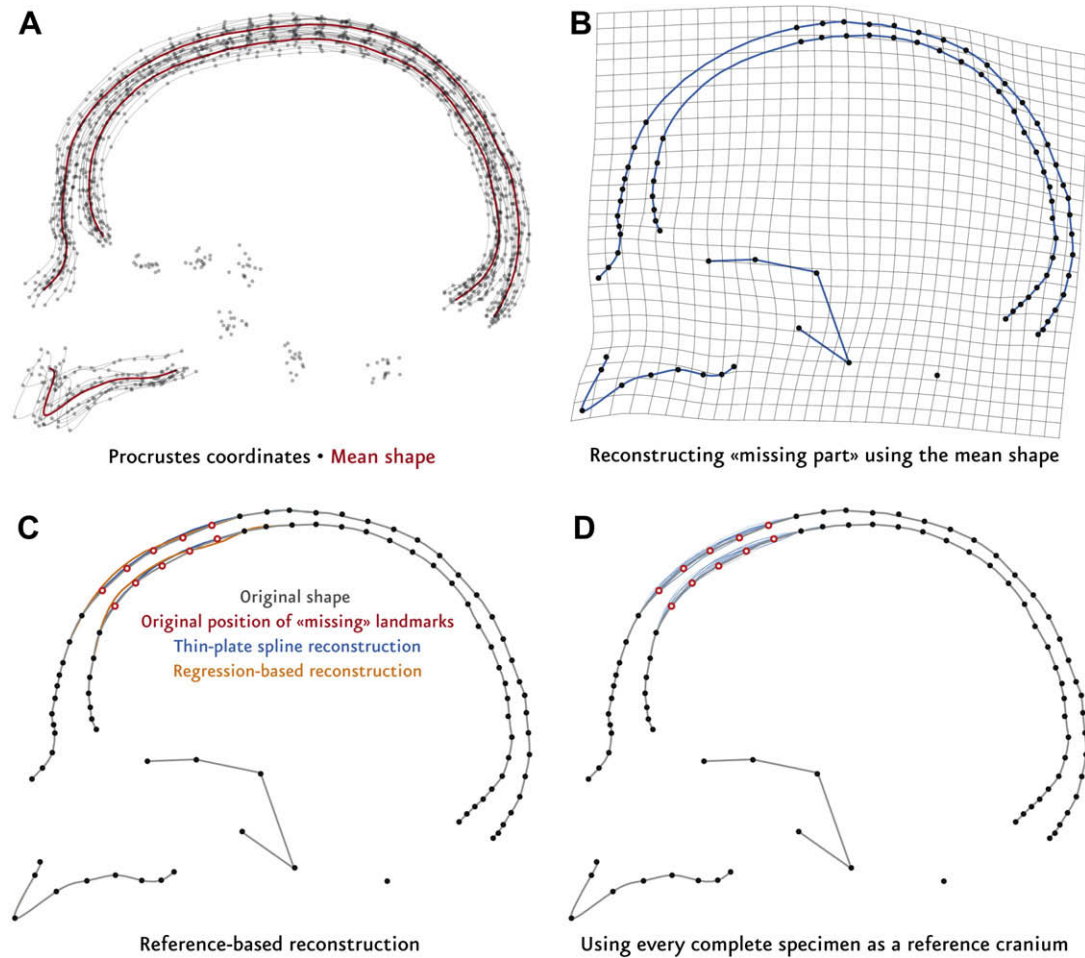 A
B
Procrustes coordinates • Mean shape
Reconstructing «missing part» using the mean shape
C
D
Original shape
Original position of «missing» landmarks
Thin-plate spline reconstruction
Regression-based reconstruction
Reference-based reconstruction
Using every complete specimen as a reference cranium